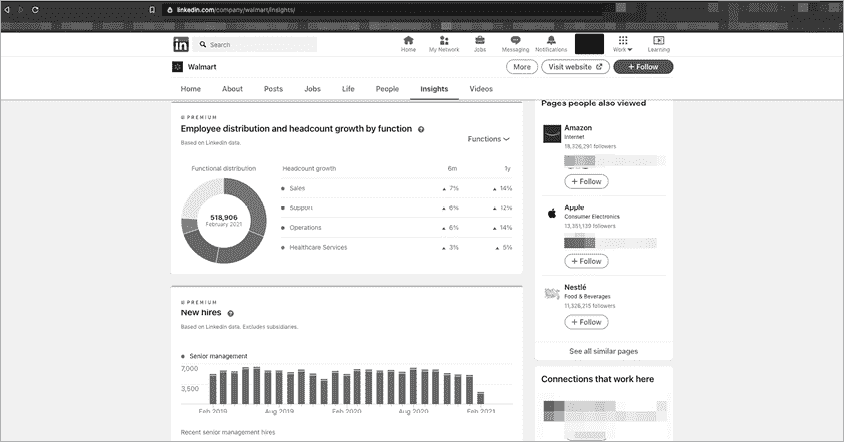 linkedin.com/company/walmart/insights/
in Search
Home My Network Jobs Messaging Notifications Work Learning
Walmart
More Visit website + Follow
Home About Posts Jobs Life People Insights Videos
PREMIUM
Employee distribution and headcount growth by function
Based on LinkedIn data.
Functions
Functional distribution
518,906
February 2021
Headcount growth 6m 1y
Sales 7% 14%
Support 6% 12%
Operations 6% 14%
Healthcare Services 3% 5%
PREMIUM
New hires
Based on LinkedIn data. Excludes subsidiaries.
Senior management
7,000
3,500
Feb 2019 Aug 2019 Feb 2020 Aug 2020 Feb 2021
Recent senior management hires
Pages people also viewed
Amazon
Internet
18,326,291 followers
+ Follow
Apple
Consumer Electronics
13,351,139 followers
+ Follow
Nestlé
Food & Beverages
11,326,215 followers
+ Follow
See all similar pages
Connections that work here